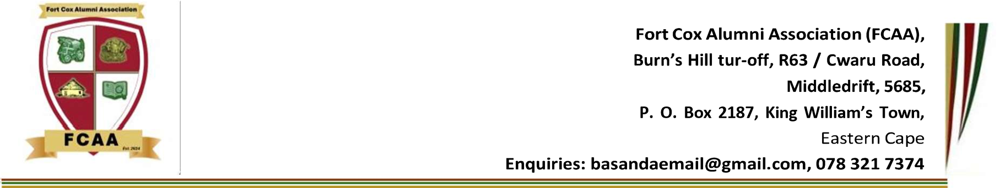 Fort Cox Alumni Association
FCAA
Est. 2024
Fort Cox Alumni Association (FCAA),
Burn’s Hill tur-off, R63 / Cwaru Road,
Middledrift, 5685,
P. O. Box 2187, King William’s Town,
Eastern Cape
Enquiries: basandaemail@gmail.com, 078 321 7374